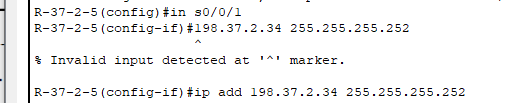 R-37-2-5(config)#in s0/0/1
R-37-2-5(config-if)#198.37.2.34 255.255.255.252
^
% Invalid input detected at '^' marker.
R-37-2-5(config-if)#ip add 198.37.2.34 255.255.255.252